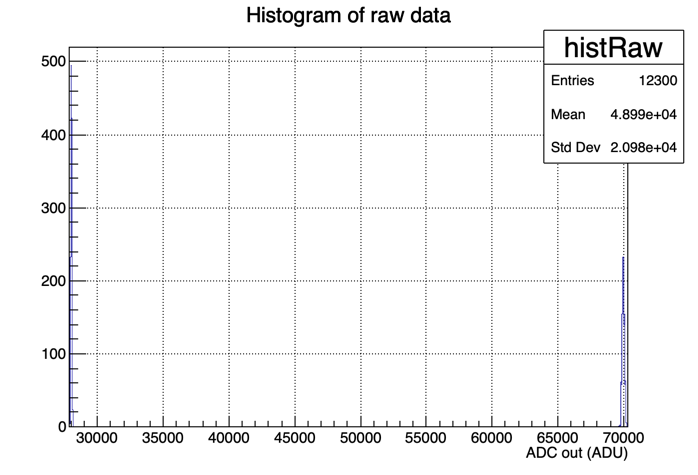 Histogram of raw data
histRaw
Entries 12300
Mean 4.899e+04
Std Dev 2.098e+04
500
400
300
200
100
0
30000 35000 40000 45000 50000 55000 60000 65000 70000
ADC out (ADU)